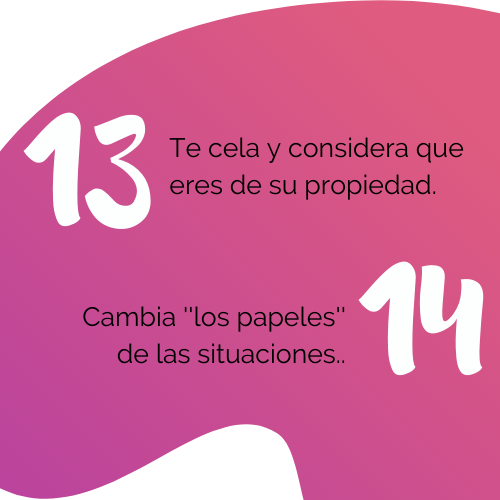 13
Te cela y considera que
eres de su propiedad.
14
Cambia "los papeles"
de las situaciones..